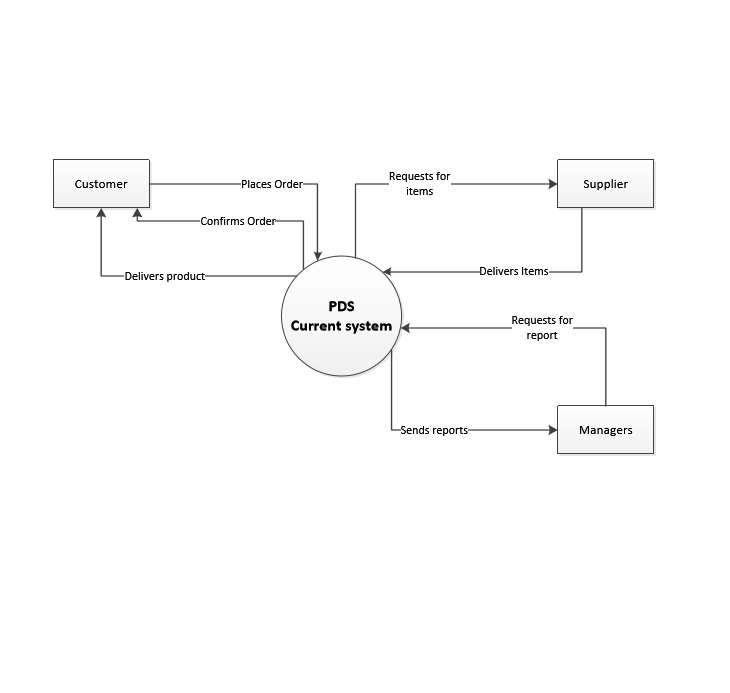 Requests for
items
Customer
Places Order
Supplier
Confirms Order
Delivers product
Delivers Items
PDS
Current system
Requests for
report
Sends reports
Managers